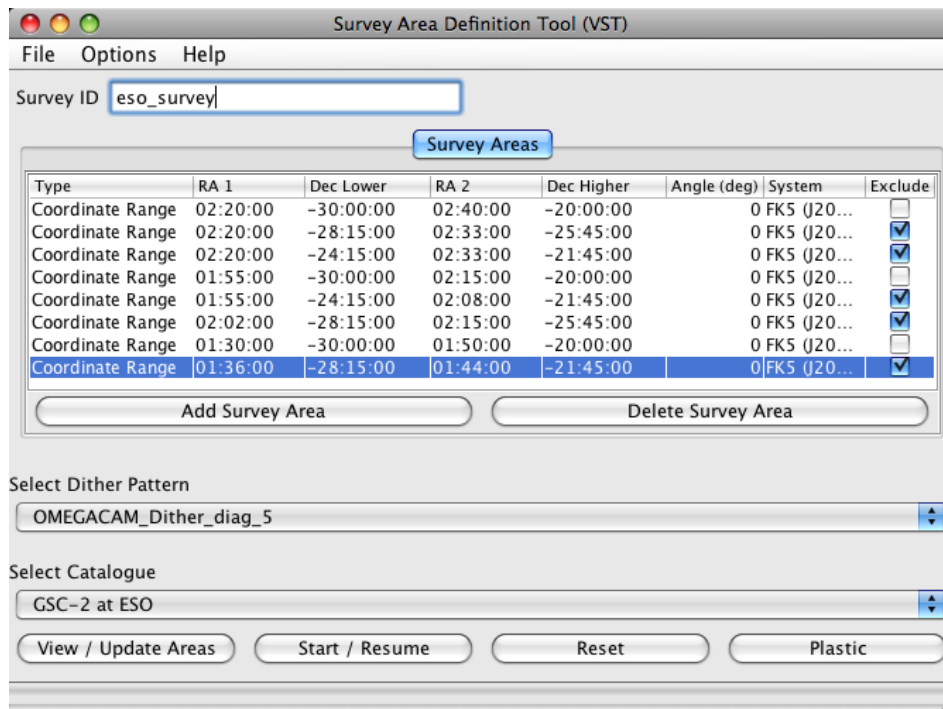 Survey Area Definition Tool (VST)
File Options Help
Survey ID eso_survey
Survey Areas
Type RA 1 Dec Lower RA 2 Dec Higher Angle (deg) System Exclude
Coordinate Range 02:20:00 -30:00:00 02:40:00 -20:00:00 0 FK5 (J20...
Coordinate Range 02:20:00 -28:15:00 02:33:00 -25:45:00 0 FK5 (J20...
Coordinate Range 02:20:00 -24:15:00 02:33:00 -21:45:00 0 FK5 (J20...
Coordinate Range 01:55:00 -30:00:00 02:15:00 -20:00:00 0 FK5 (J20...
Coordinate Range 01:55:00 -24:15:00 02:08:00 -21:45:00 0 FK5 (J20...
Coordinate Range 02:02:00 -28:15:00 02:15:00 -25:45:00 0 FK5 (J20...
Coordinate Range 01:30:00 -30:00:00 01:50:00 -20:00:00 0 FK5 (J20...
Coordinate Range 01:36:00 -28:15:00 01:44:00 -21:45:00 0 FK5 (J20...
Add Survey Area Delete Survey Area
Select Dither Pattern
OMEGACAM_Dither_diag_5
Select Catalogue
GSC-2 at ESO
View / Update Areas Start / Resume Reset Plastic